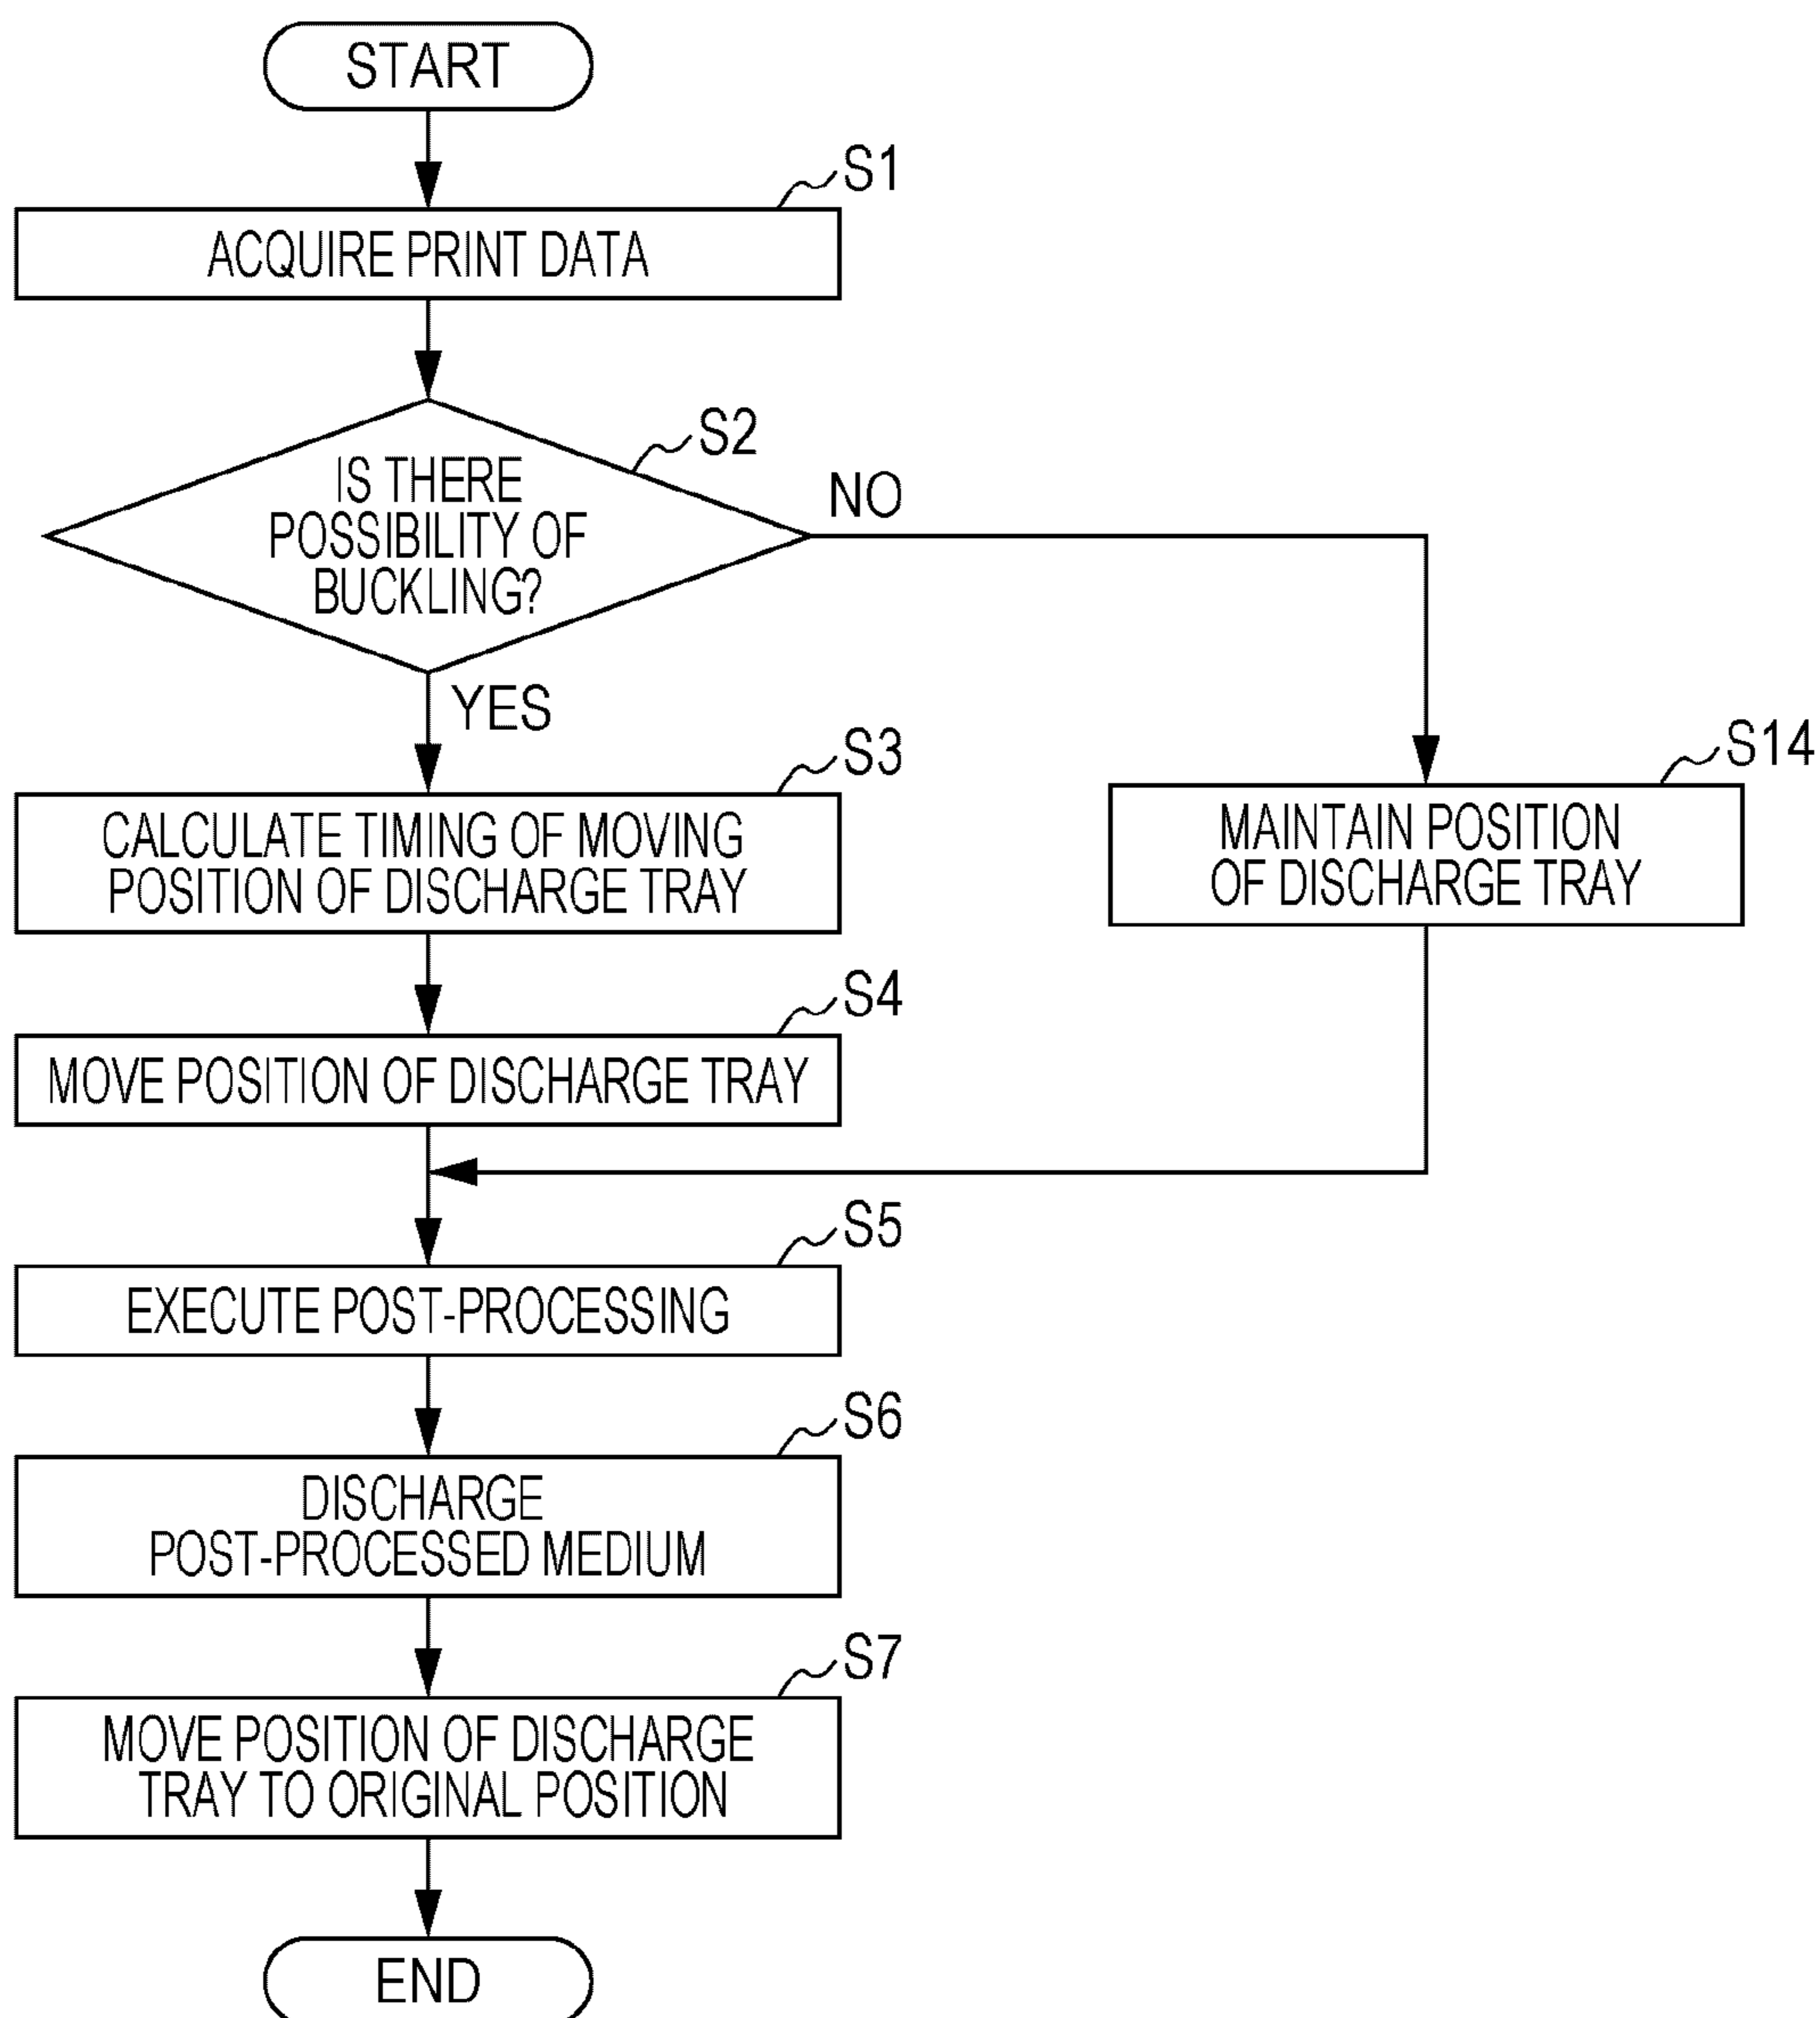 START
S1
ACQUIRE PRINT DATA
S2
IS THERE
POSSIBILITY OF
BUCKLING?
NO
YES
S3
CALCULATE TIMING OF MOVING
POSITION OF DISCHARGE TRAY
S14
MAINTAIN POSITION
OF DISCHARGE TRAY
S4
MOVE POSITION OF DISCHARGE TRAY
S5
EXECUTE POST-PROCESSING
S6
DISCHARGE
POST-PROCESSED MEDIUM
S7
MOVE POSITION OF DISCHARGE
TRAY TO ORIGINAL POSITION
END